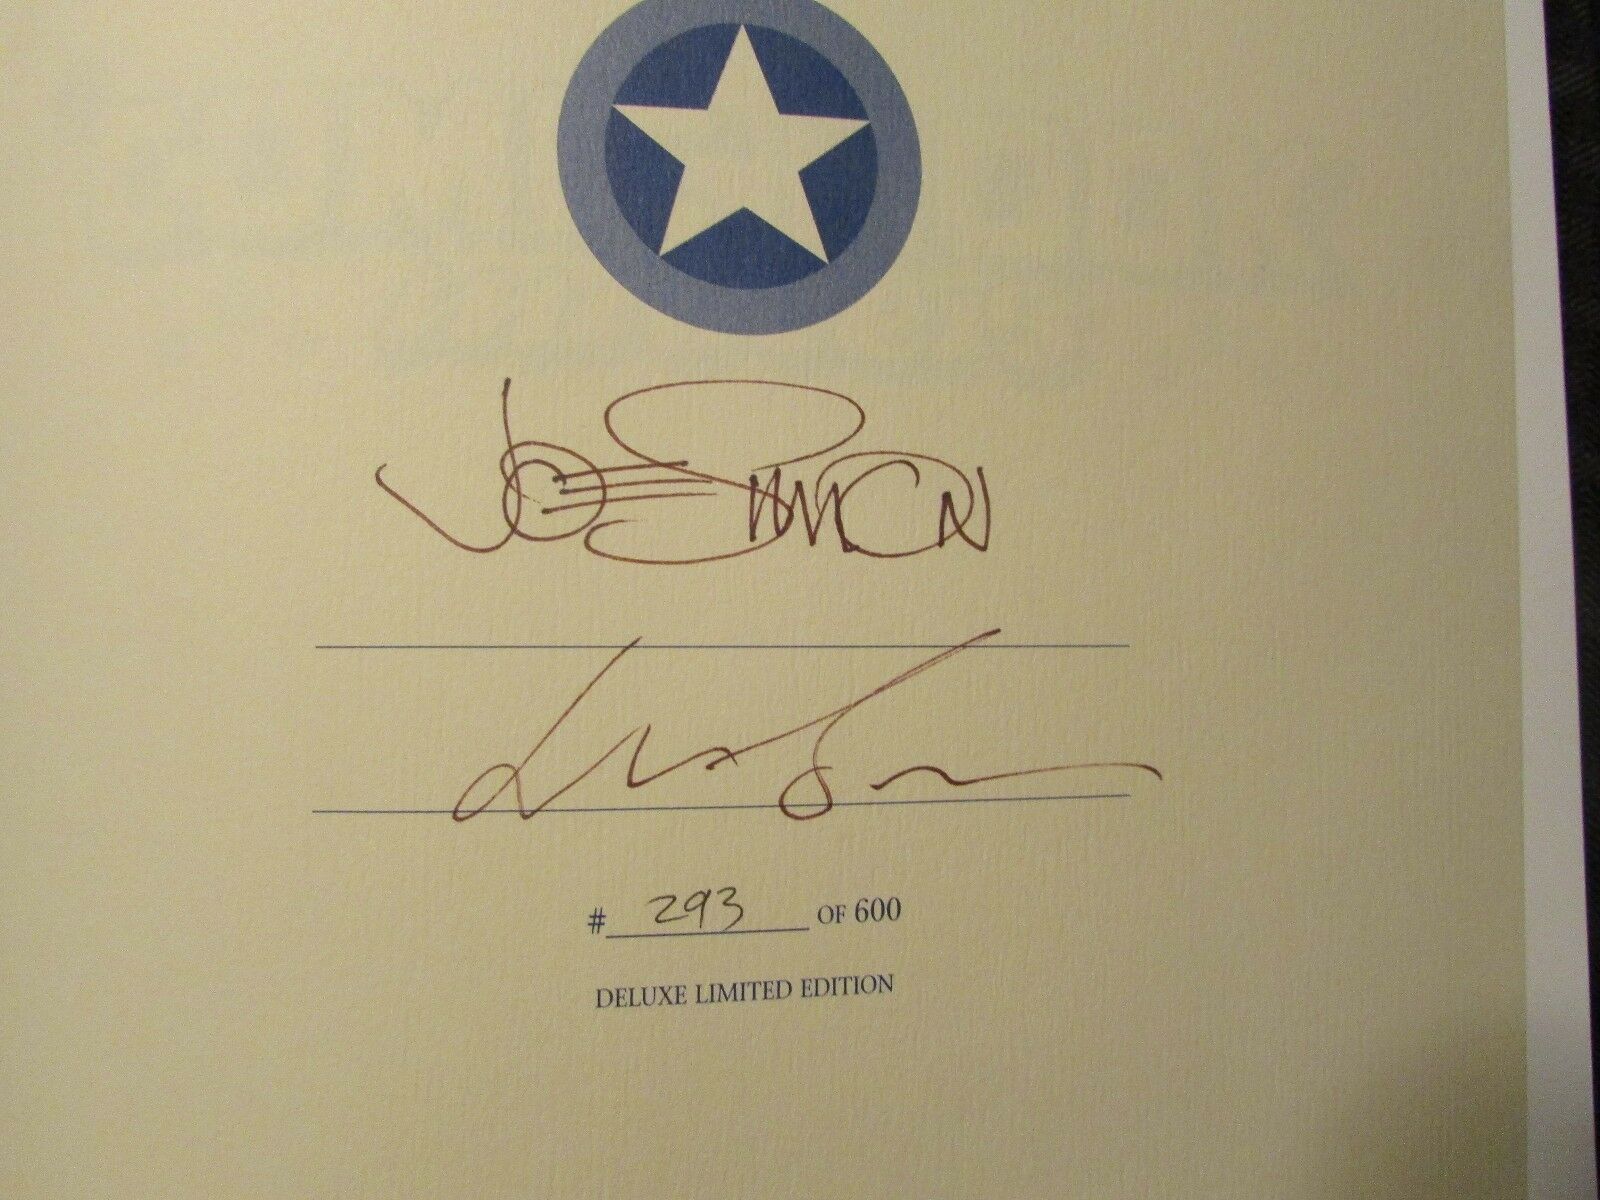 JOE SIMON
# 293 OF 600
DELUXE LIMITED EDITION